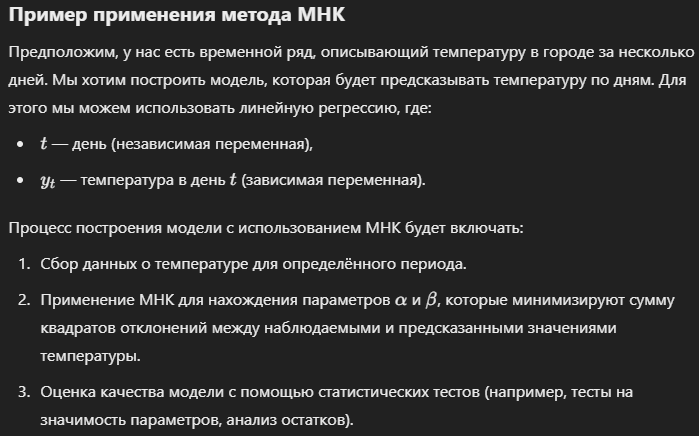 Пример применения метода МНК
Предположим, у нас есть временной ряд, описывающий температуру в городе за несколько
дней. Мы хотим построить модель, которая будет предсказывать температуру по дням. Для
этого мы можем использовать линейную регрессию, где:
• t — день (независимая переменная),
• yₜ — температура в день t (зависимая переменная).
Процесс построения модели с использованием МНК будет включать:
1. Сбор данных о температуре для определённого периода.
2. Применение МНК для нахождения параметров α и β, которые минимизируют сумму
квадратов отклонений между наблюдаемыми и предсказанными значениями
температуры.
3. Оценка качества модели с помощью статистических тестов (например, тесты на
значимость параметров, анализ остатков).